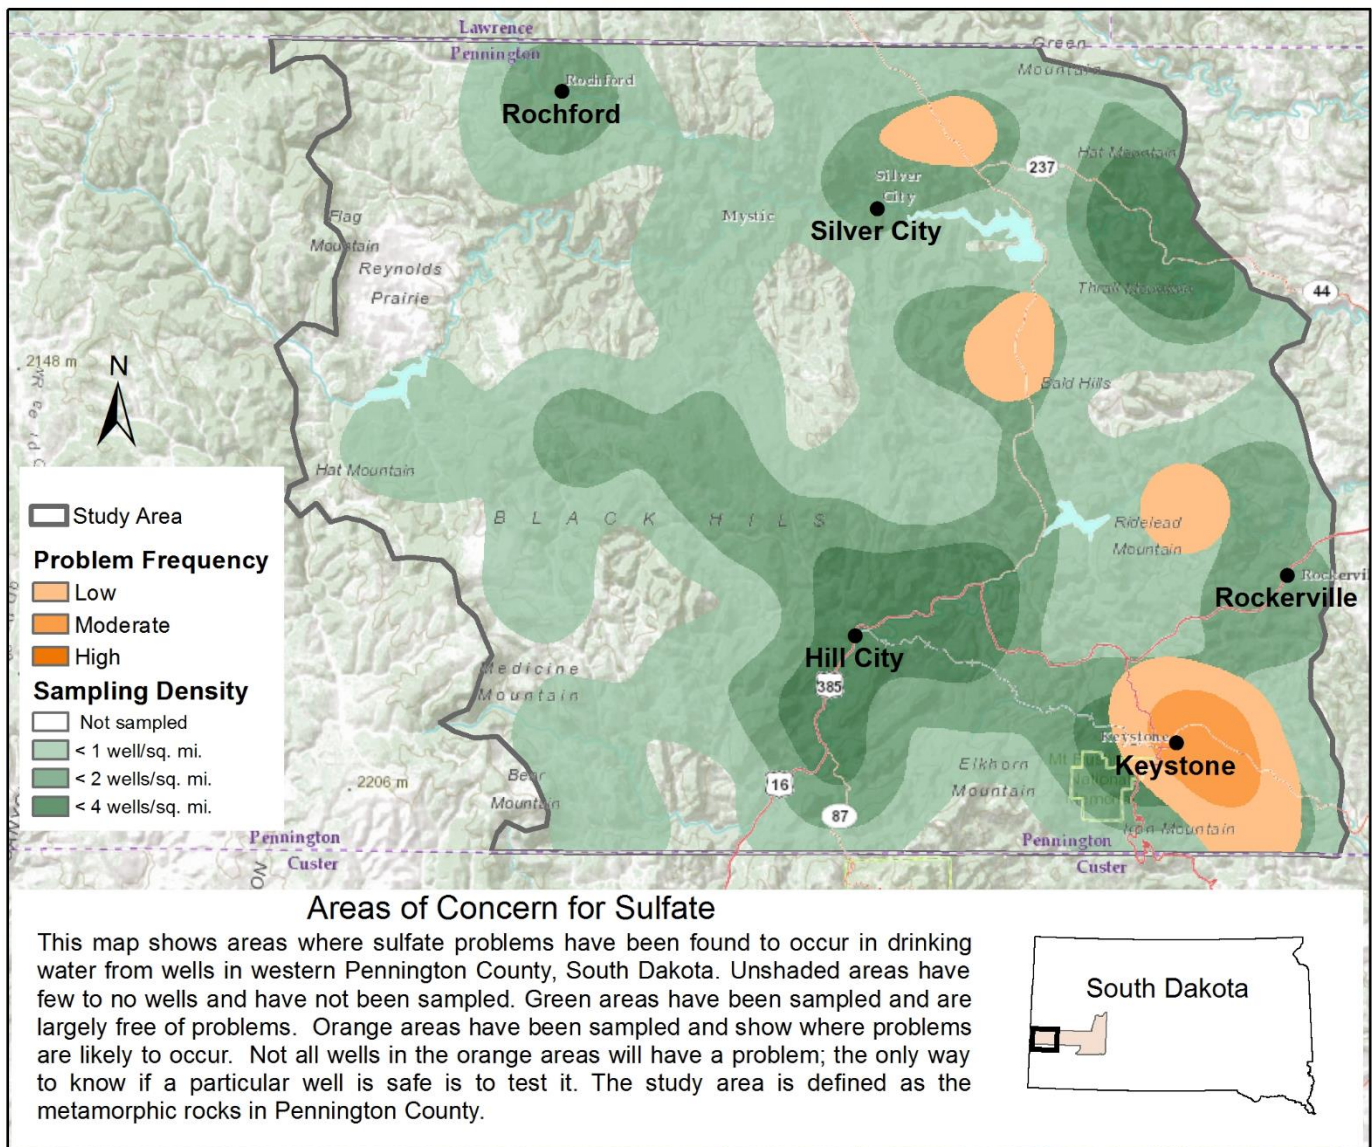 Lawrence
Pennington
Green
Mountain
Rochford
Rochford
Hat Mountain
237
Silver
City
Silver City
Mystic
Flag
Mountain
Reynolds
Prairie
Thrall Mountain
44
2148 m
N
Bald Hills
Hat Mountain
BLACK HILLS
Ridelead
Mountain
Rockervi
Rockerville
Study Area
Problem Frequency
Low
Moderate
High
Sampling Density
Not sampled
< 1 well/sq. mi.
< 2 wells/sq. mi.
< 4 wells/sq. mi.
Hill City
385
Medicine
Mountain
Keystone
Keystone
Elkhorn
Mountain
Mt Rus
National
2206 m
Bear
Mountain
16
87
Iron Mountain
Pennington
Custer
Pennington
Custer
Areas of Concern for Sulfate
This map shows areas where sulfate problems have been found to occur in drinking
water from wells in western Pennington County, South Dakota. Unshaded areas have
few to no wells and have not been sampled. Green areas have been sampled and are
largely free of problems. Orange areas have been sampled and show where problems
are likely to occur. Not all wells in the orange areas will have a problem; the only way
to know if a particular well is safe is to test it. The study area is defined as the
metamorphic rocks in Pennington County.
South Dakota